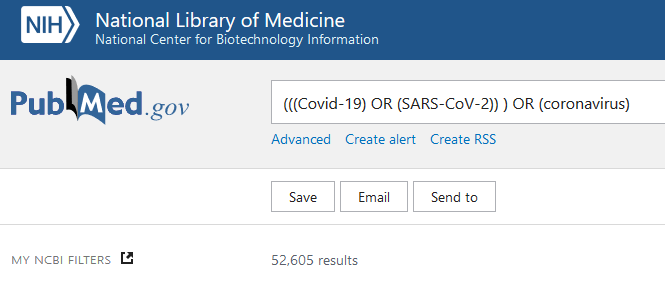 NIH
National Library of Medicine
National Center for Biotechnology Information
PubMed.gov
(((Covid-19) OR (SARS-CoV-2)) ) OR (coronavirus)
Advanced Create alert Create RSS
Save Email Send to
MY NCBI FILTERS 52,605 results